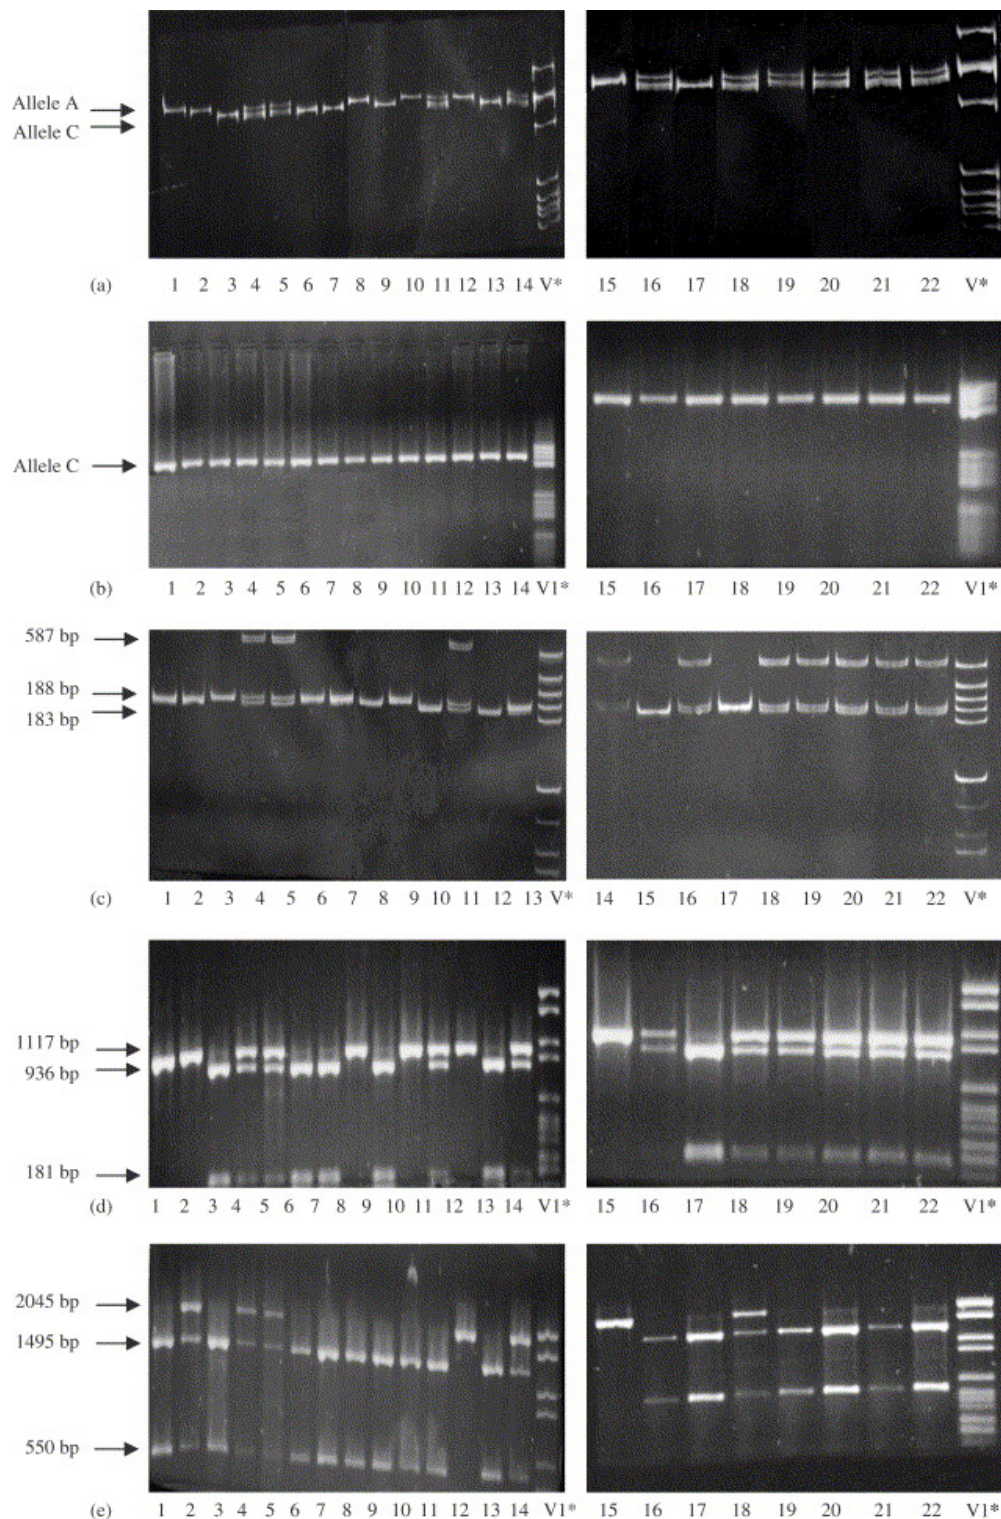 Allele A
Allele C
(a) 1 2 3 4 5 6 7 8 9 10 11 12 13 14 V* 15 16 17 18 19 20 21 22 V*
Allele C
(b) 1 2 3 4 5 6 7 8 9 10 11 12 13 14 V1* 15 16 17 18 19 20 21 22 V1*
587 bp
188 bp
183 bp
(c) 1 2 3 4 5 6 7 8 9 10 11 12 13 V* 14 15 16 17 18 19 20 21 22 V*
1117 bp
936 bp
181 bp
(d) 1 2 3 4 5 6 7 8 9 10 11 12 13 14 V1* 15 16 17 18 19 20 21 22 V1*
2045 bp
1495 bp
550 bp
(e) 1 2 3 4 5 6 7 8 9 10 11 12 13 14 V1* 15 16 17 18 19 20 21 22 V1*